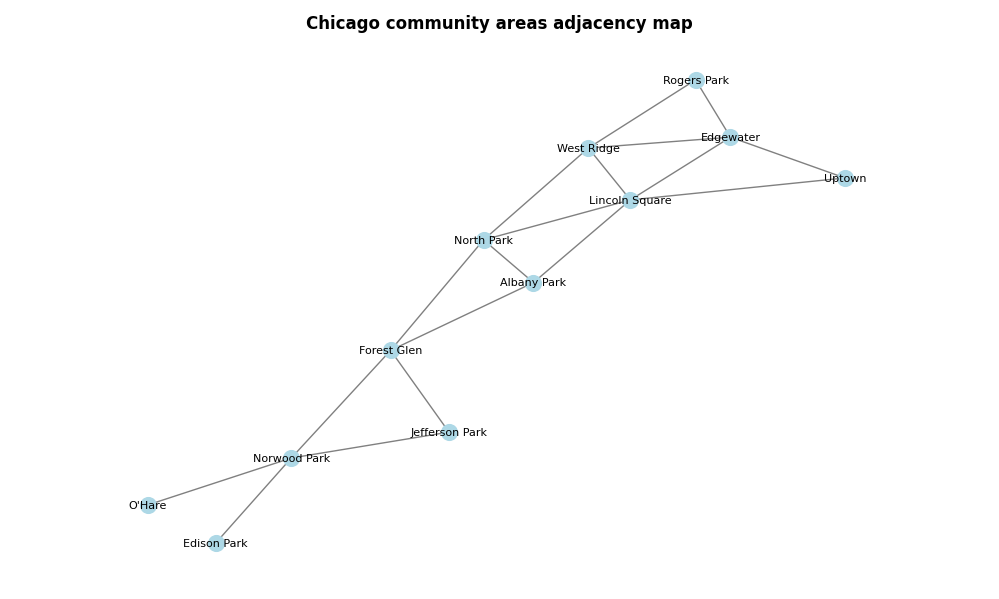 Chicago community areas adjacency map
Rogers Park
Edgewater
West Ridge
Uptown
Lincoln Square
North Park
Albany Park
Forest Glen
Jefferson Park
Norwood Park
O'Hare
Edison Park